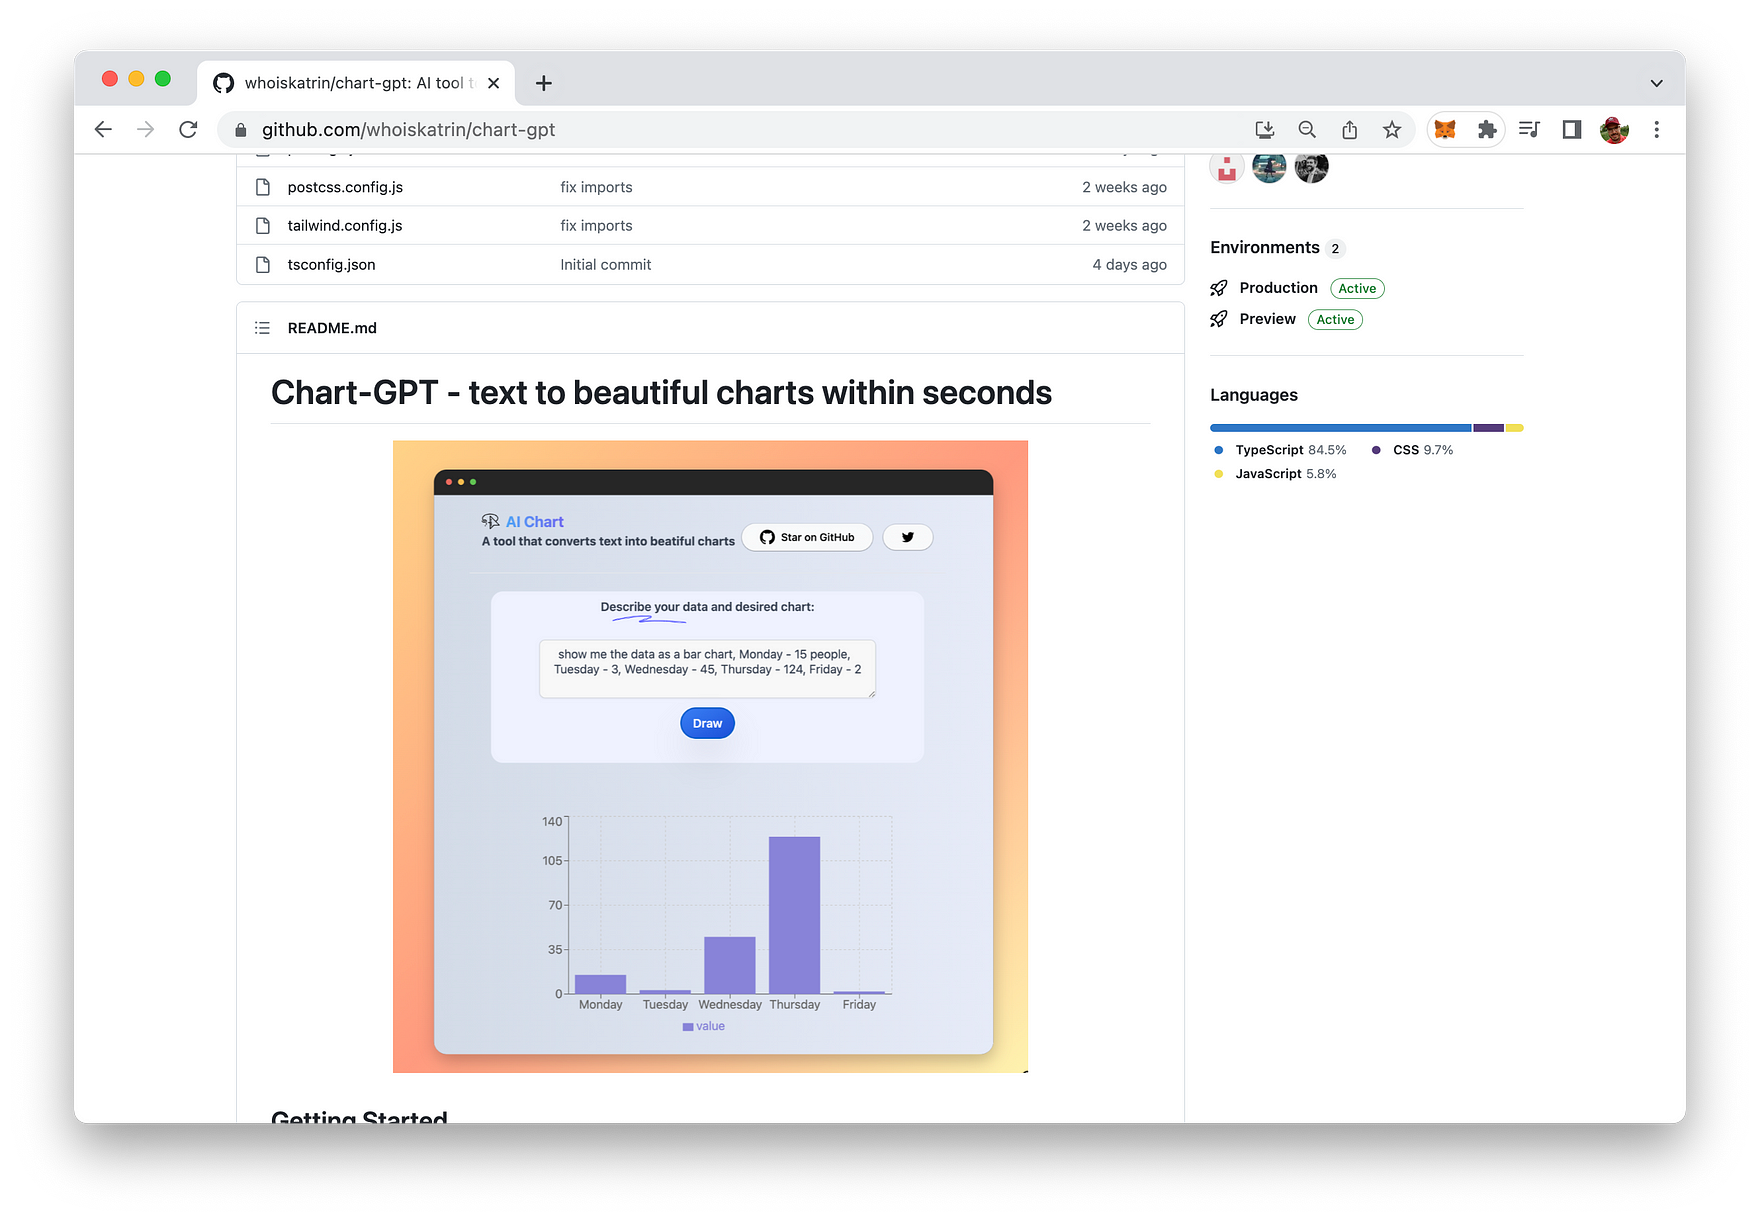 whoiskatrin/chart-gpt: AI tool t
github.com/whoiskatrin/chart-gpt
postcss.config.js fix imports 2 weeks ago
tailwind.config.js fix imports 2 weeks ago
tsconfig.json Initial commit 4 days ago
README.md
Chart-GPT - text to beautiful charts within seconds
AI Chart
A tool that converts text into beatiful charts
Star on GitHub
Describe your data and desired chart:
show me the data as a bar chart, Monday - 15 people,
Tuesday - 3, Wednesday - 45, Thursday - 124, Friday - 2
Draw
140
105
70
35
0
Monday Tuesday Wednesday Thursday Friday
value
Getting Started
Environments 2
Production Active
Preview Active
Languages
TypeScript 84.5% CSS 9.7%
JavaScript 5.8%